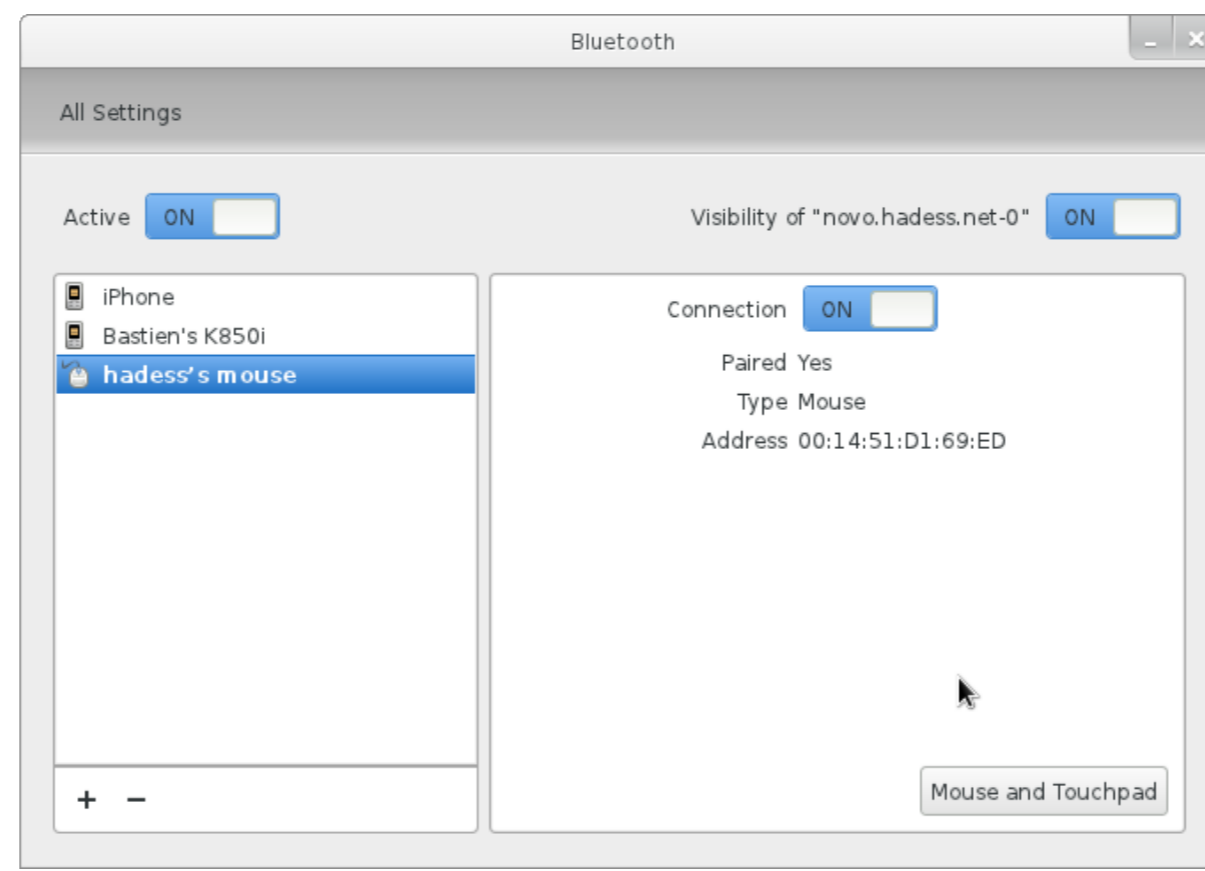 Bluetooth
All Settings
Active ON
Visibility of "novo.hadess.net-0" ON
iPhone
Bastien's K850i
hadess’s mouse
+ −
Connection ON
Paired Yes
Type Mouse
Address 00:14:51:D1:69:ED
Mouse and Touchpad